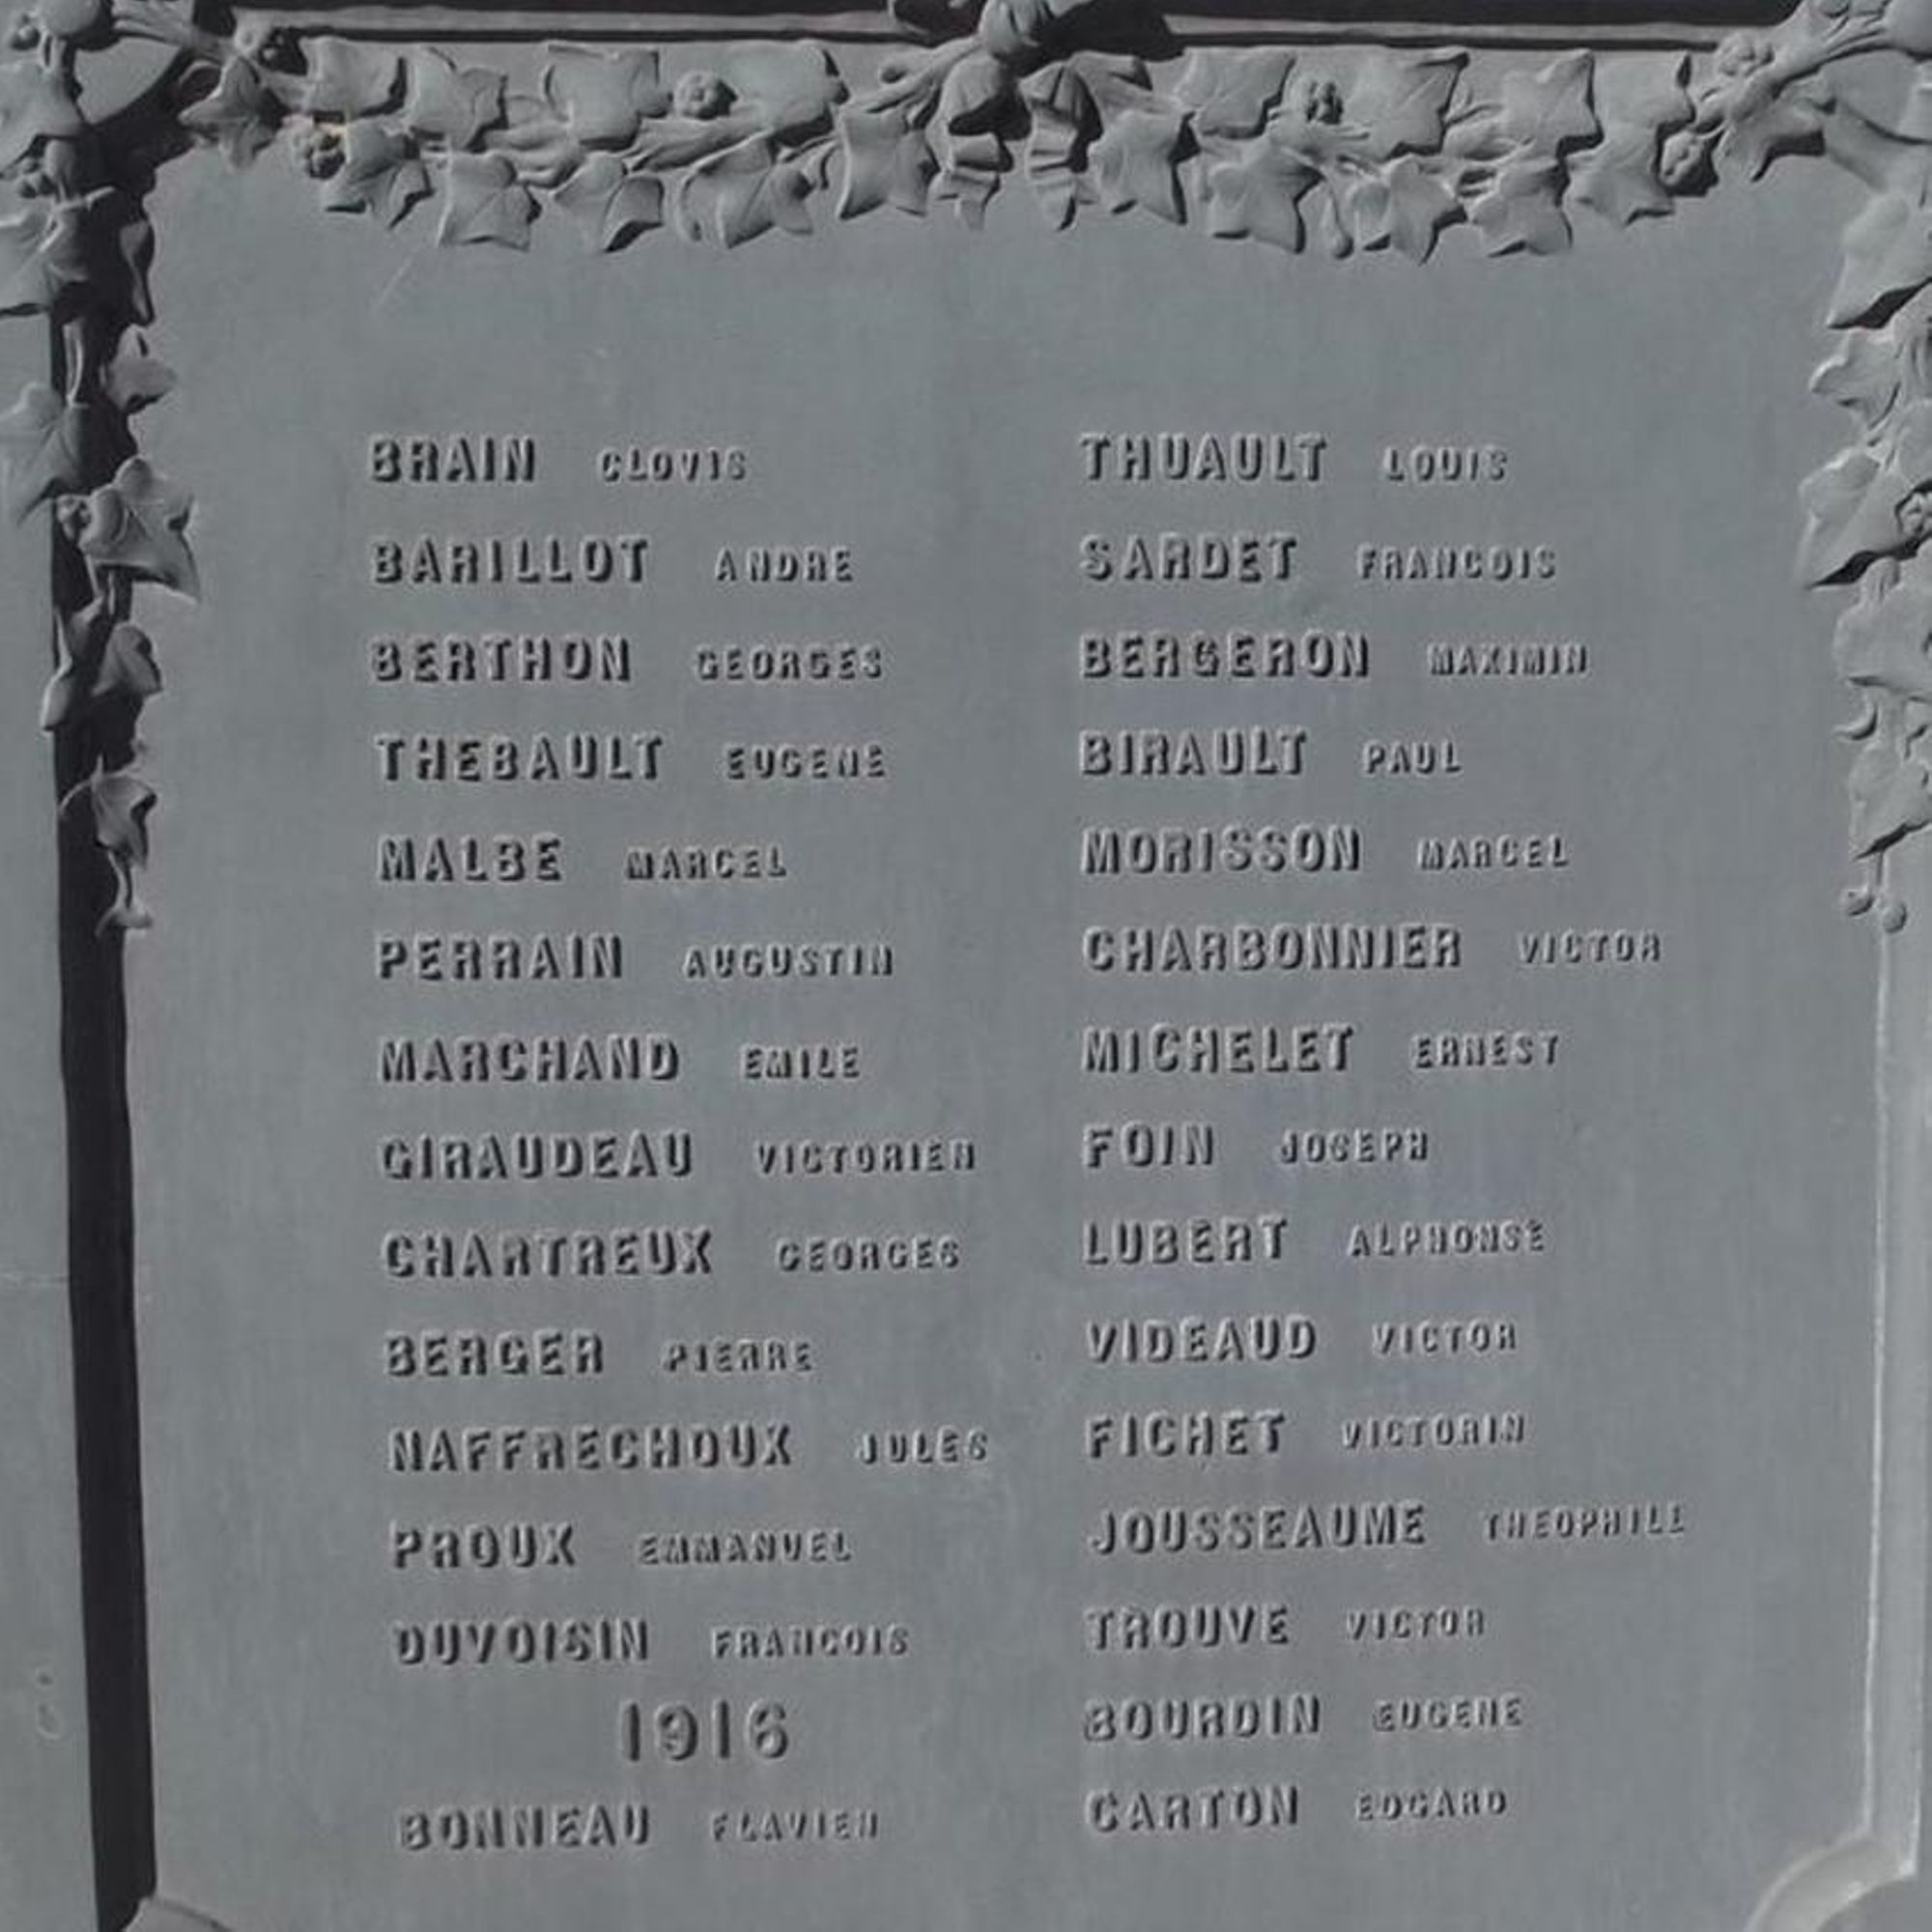 BRAIN CLOVIS
BARILLOT ANDRE
BERTHON GEORGES
THEBAULT EUGENE
MALBE MARCEL
PERRAIN AUGUSTIN
MARCHAND EMILE
GIRAUDEAU VICTORIEN
CHARTREUX GEORGES
BERGER PIERRE
NAFFRECHOUX JULES
PROUX EMMANUEL
DUVOISIN FRANCOIS
1916
BONNEAU FLAVIEN
THUAULT LOUIS
SARDET FRANCOIS
BERGERON MAXIMIN
BIRAULT PAUL
MORISSON MARCEL
CHARBONNIER VICTOR
MICHELET ERNEST
FOIN JOSEPH
LUBERT ALPHONSE
VIDEAUD VICTOR
FICHET VICTORIN
JOUSSEAUME THEOPHILL
TROUVE VICTOR
BOURDIN EUGENE
CARTON EDGARD